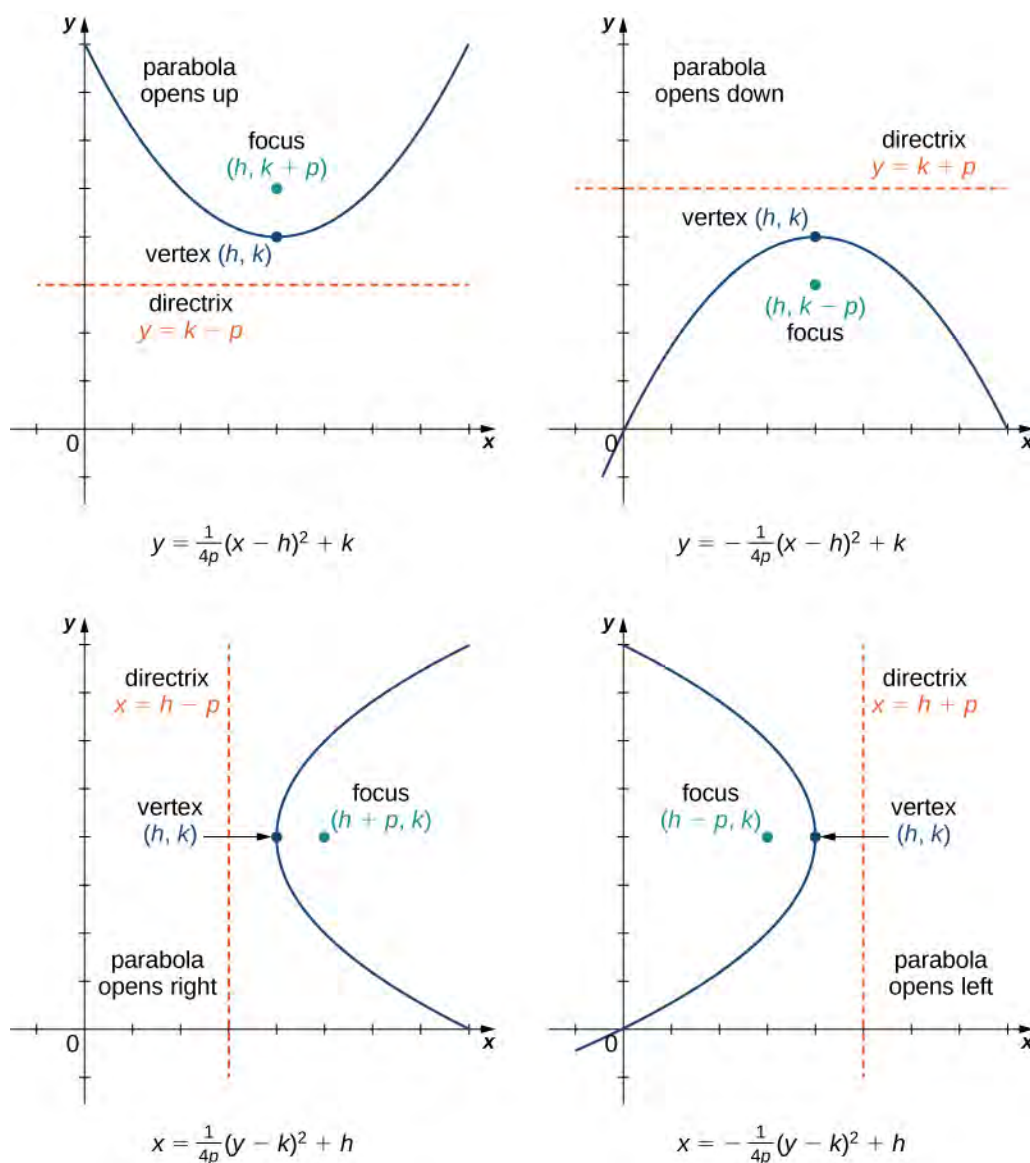 y
parabola
opens up
focus
(h, k + p)
vertex (h, k)
directrix
y = k − p
0
x
y = 1/4p (x − h)² + k
y
parabola
opens down
directrix
y = k + p
vertex (h, k)
(h, k − p)
focus
0
x
y = − 1/4p (x − h)² + k
y
directrix
x = h − p
focus
(h + p, k)
vertex
(h, k)
parabola
opens right
0
x
x = 1/4p (y − k)² + h
y
directrix
x = h + p
focus
(h − p, k)
vertex
(h, k)
parabola
opens left
0
x
x = − 1/4p (y − k)² + h